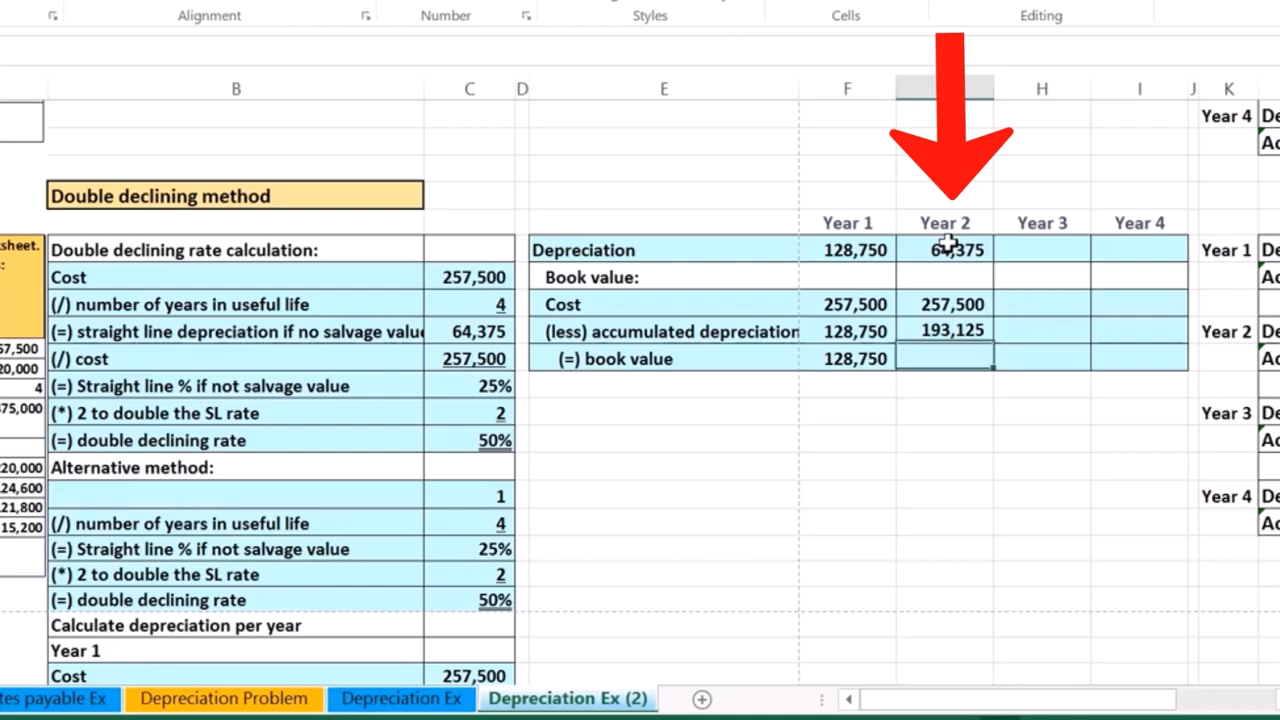 Alignment Number Styles Cells Editing
B C D E F H I J K
Year 4 De
Ac
Double declining method
Year 1 Year 2 Year 3 Year 4
sheet. Double declining rate calculation: Depreciation 128,750 64,375 Year 1 De
s: Cost 257,500 Book value: Ac
(/) number of years in useful life 4 Cost 257,500 257,500
(=) straight line depreciation if no salvage valu 64,375 (less) accumulated depreciation 128,750 193,125 Year 2 De
57,500 (/) cost 257,500 (=) book value 128,750 Ac
20,000
4 (=) Straight line % if not salvage value 25%
75,000 (*) 2 to double the SL rate 2 Year 3 De
(=) double declining rate 50% Ac
220,000 Alternative method:
24,600 1 Year 4 De
21,800 (/) number of years in useful life 4 Ac
15,200
(=) Straight line % if not salvage value 25%
(*) 2 to double the SL rate 2
(=) double declining rate 50%
Calculate depreciation per year
Year 1
Cost 257,500
tes payable Ex Depreciation Problem Depreciation Ex Depreciation Ex (2)